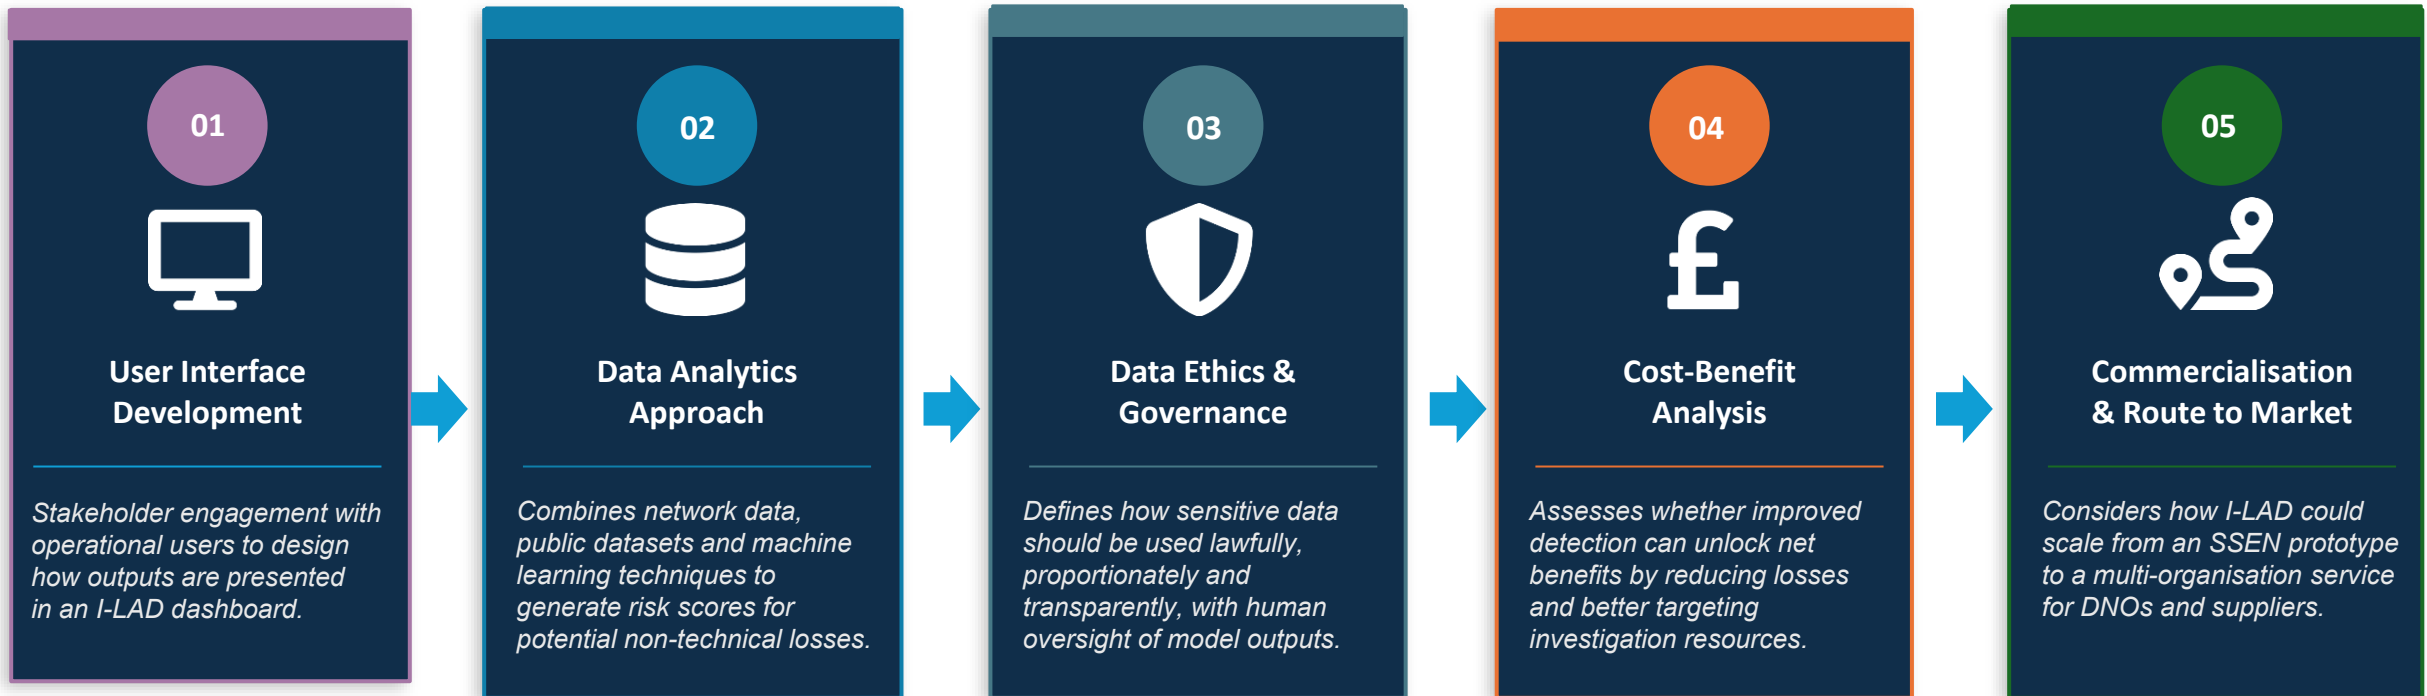 01
User Interface
Development
Stakeholder engagement with
operational users to design
how outputs are presented
in an I-LAD dashboard.
02
Data Analytics
Approach
Combines network data,
public datasets and machine
learning techniques to
generate risk scores for
potential non-technical losses.
03
Data Ethics &
Governance
Defines how sensitive data
should be used lawfully,
proportionately and
transparently, with human
oversight of model outputs.
04
£
Cost-Benefit
Analysis
Assesses whether improved
detection can unlock net
benefits by reducing losses
and better targeting
investigation resources.
05
Commercialisation
& Route to Market
Considers how I-LAD could
scale from an SSEN prototype
to a multi-organisation service
for DNOs and suppliers.